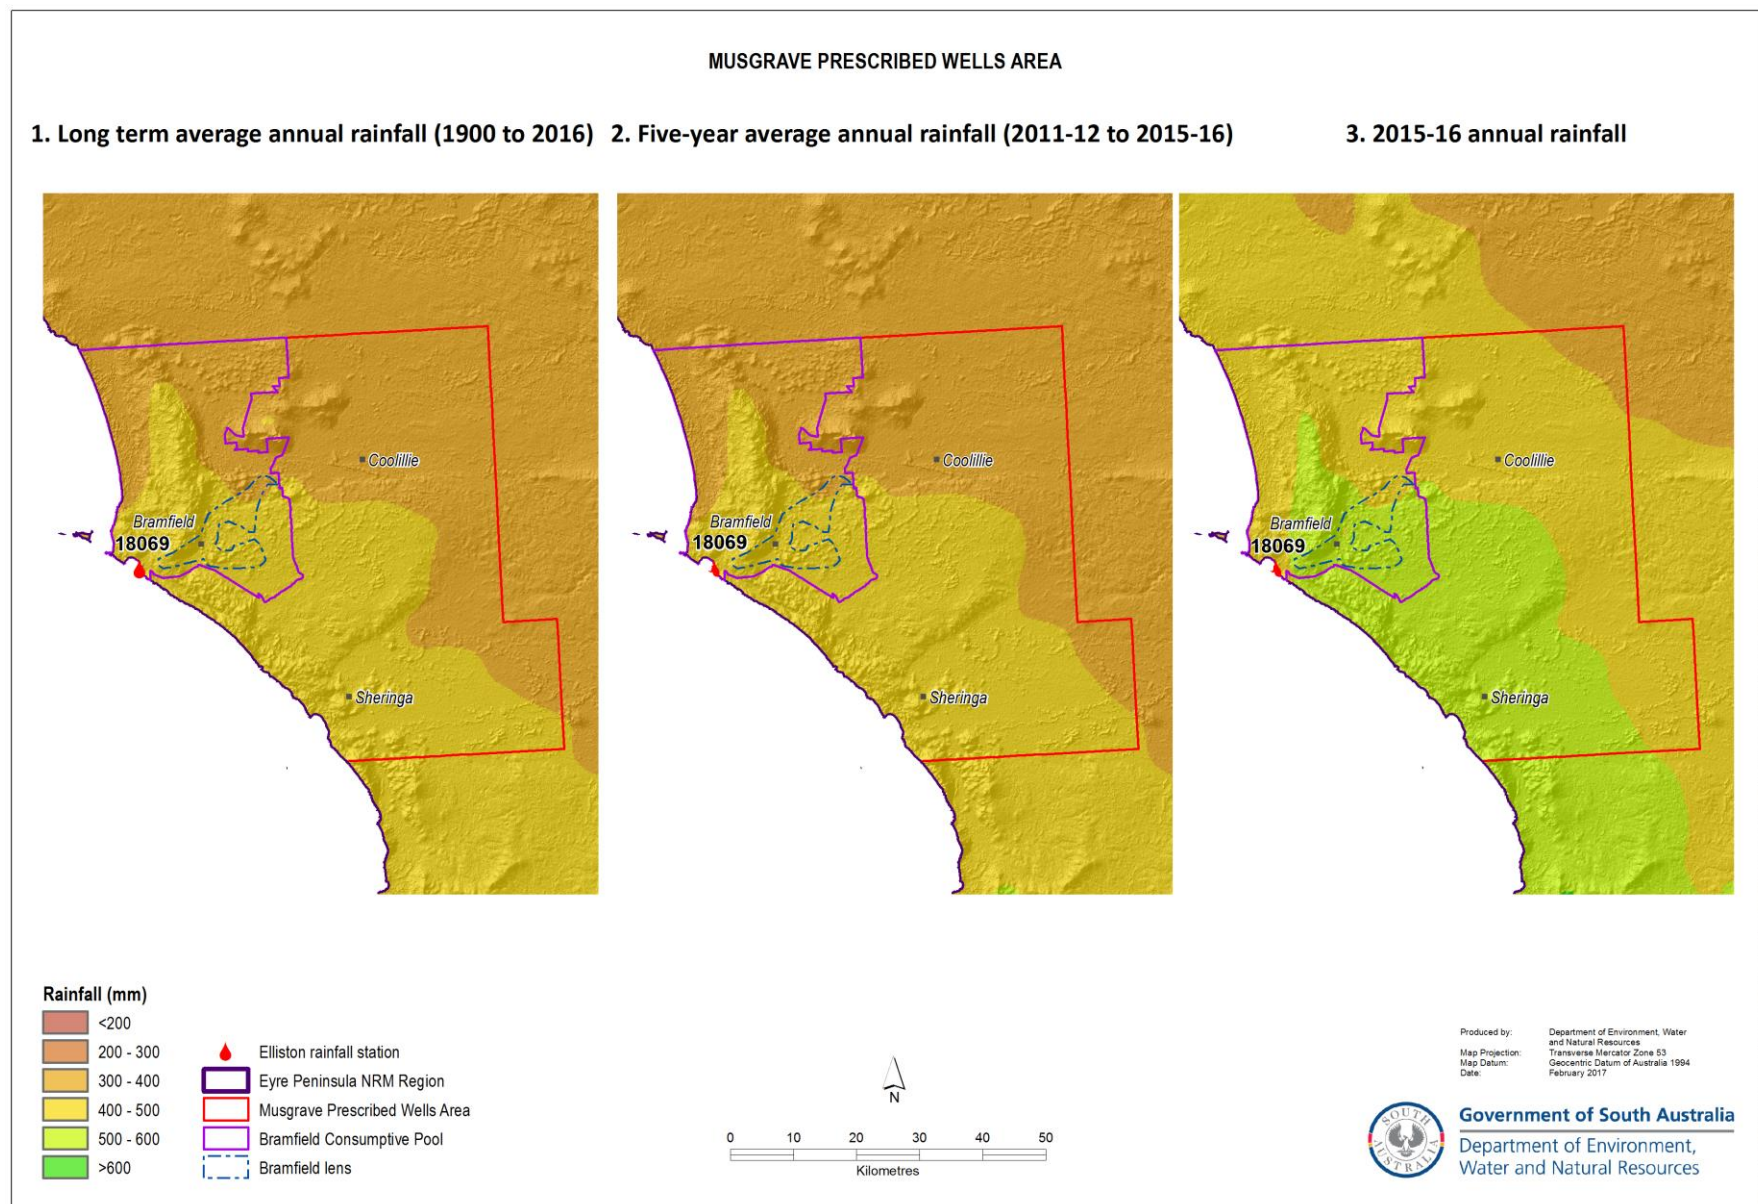 MUSGRAVE PRESCRIBED WELLS AREA
1. Long term average annual rainfall (1900 to 2016)
2. Five-year average annual rainfall (2011-12 to 2015-16)
3. 2015-16 annual rainfall
Coolillie
Bramfield
18069
Sheringa
Coolillie
Bramfield
18069
Sheringa
Coolillie
Bramfield
18069
Sheringa
Rainfall (mm)
<200
200 - 300
300 - 400
400 - 500
500 - 600
>600
Elliston rainfall station
Eyre Peninsula NRM Region
Musgrave Prescribed Wells Area
Bramfield Consumptive Pool
Bramfield lens
N
0 10 20 30 40 50
Kilometres
Produced by: Department of Environment, Water
and Natural Resources
Map Projection: Transverse Mercator Zone 53
Map Datum: Geocentric Datum of Australia 1994
Date: February 2017
SOUTH AUSTRALIA
Government of South Australia
Department of Environment,
Water and Natural Resources